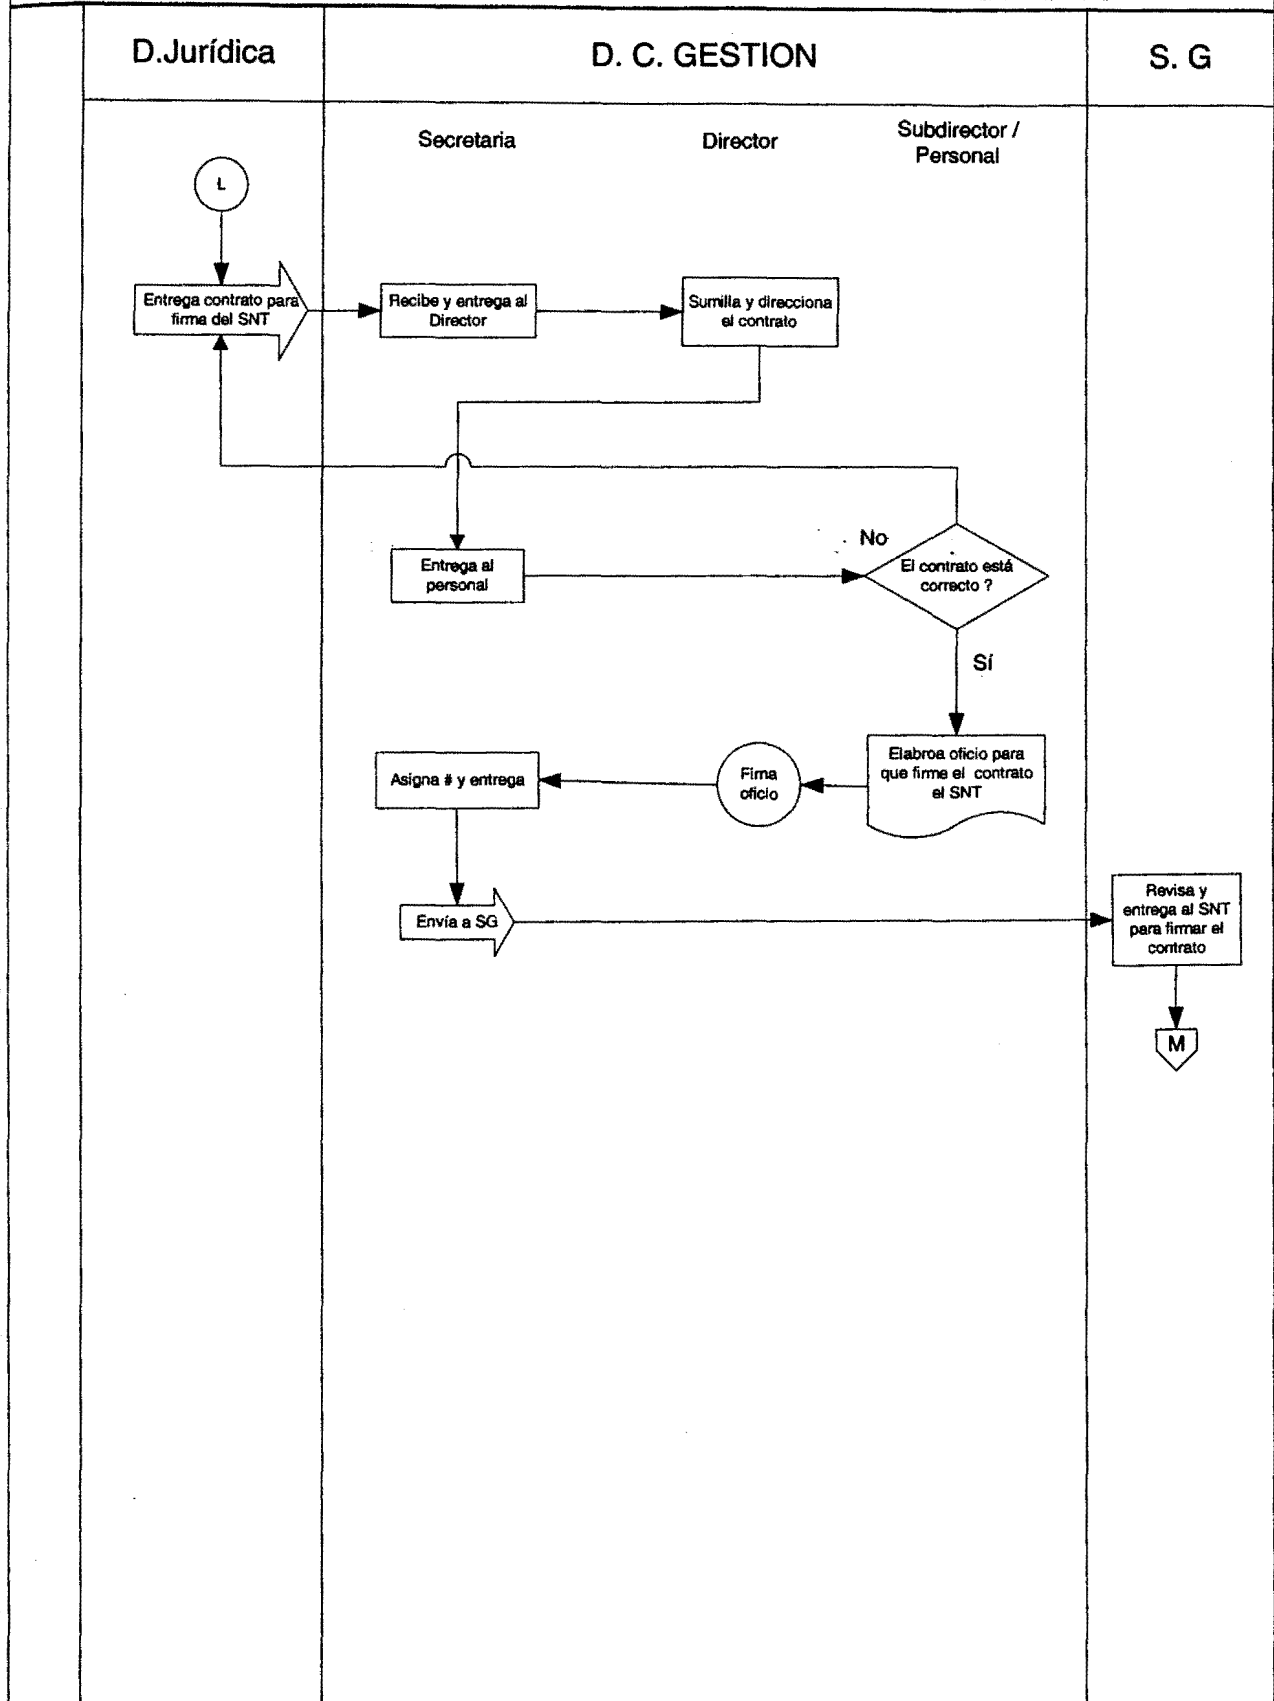 D.Jurídica
D. C. GESTION
S. G
Secretaria
Director
Subdirector /
Personal
L
Entrega contrato para
firma del SNT
Recibe y entrega al
Director
Sumilla y direcciona
el contrato
No
El contrato está
correcto ?
Entrega al
personal
Sí
Elabroa oficio para
que firme el contrato
el SNT
Firna
oficio
Asigna # y entrega
Envía a SG
Revisa y
entrega al SNT
para firmar el
contrato
M